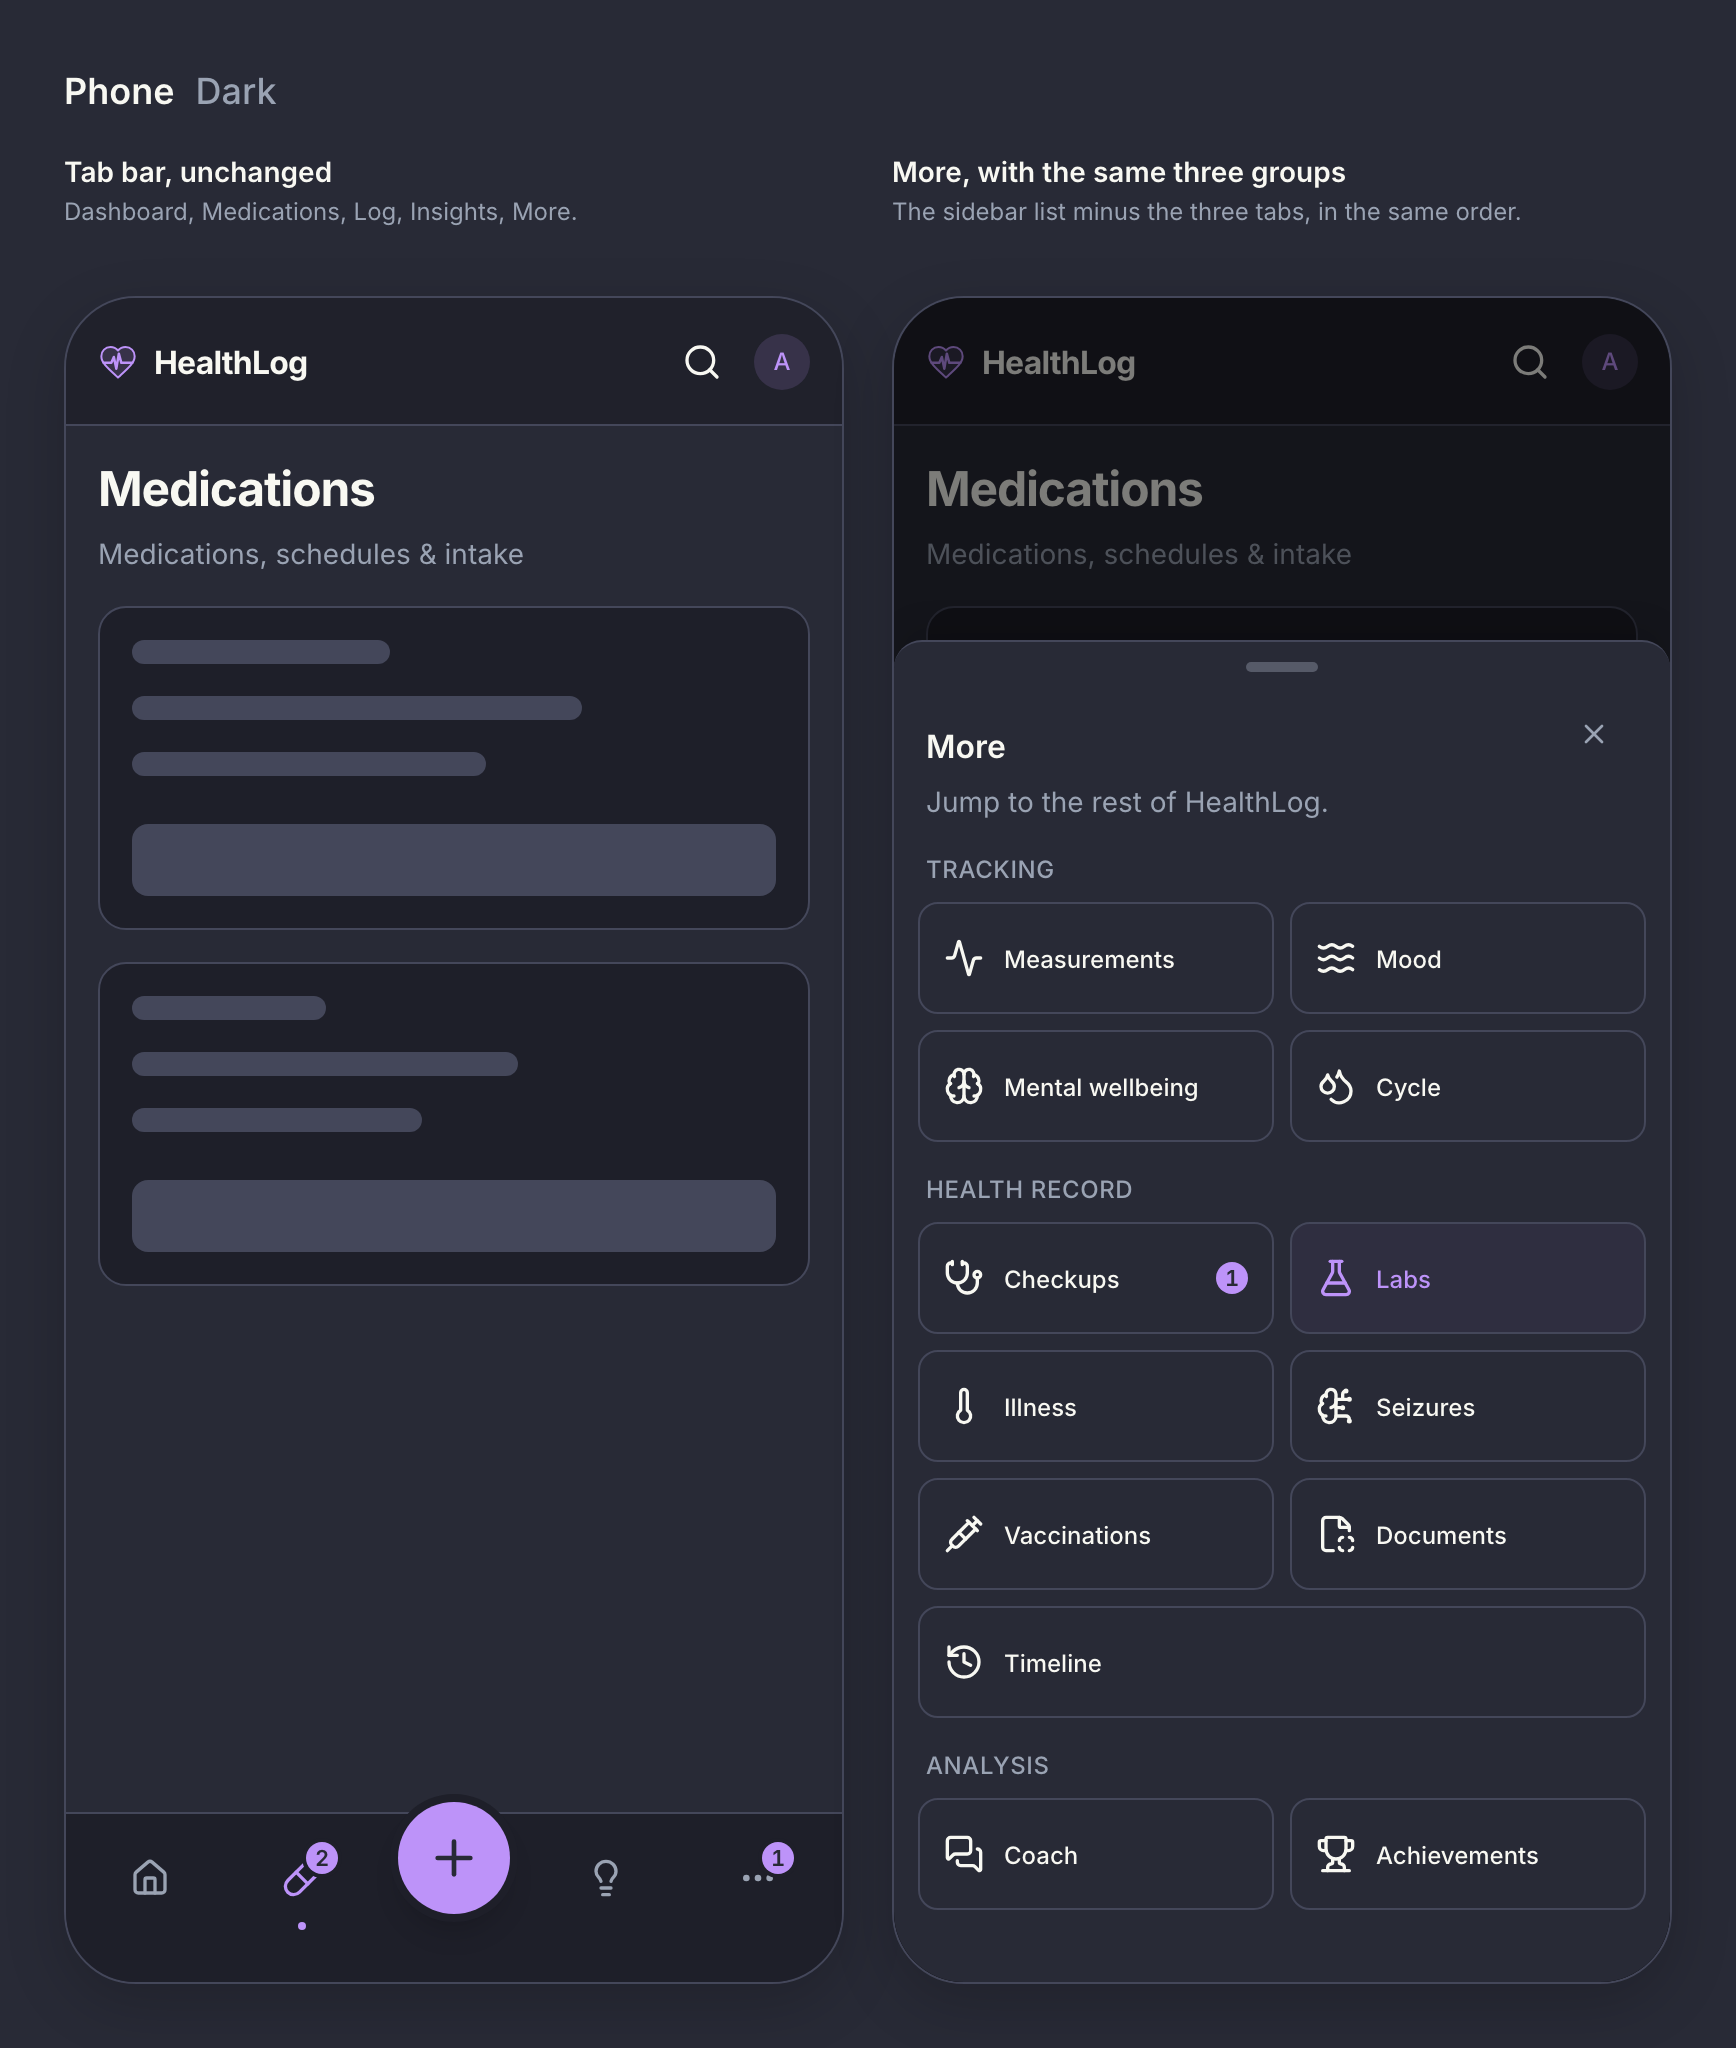 Phone Dark
Tab bar, unchanged
Dashboard, Medications, Log, Insights, More.
HealthLog
A
Medications
Medications, schedules & intake
2
1
More, with the same three groups
The sidebar list minus the three tabs, in the same order.
HealthLog
A
Medications
Medications, schedules & intake
More
Jump to the rest of HealthLog.
TRACKING
Measurements
Mood
Mental wellbeing
Cycle
HEALTH RECORD
Checkups 1
Labs
Illness
Seizures
Vaccinations
Documents
Timeline
ANALYSIS
Coach
Achievements